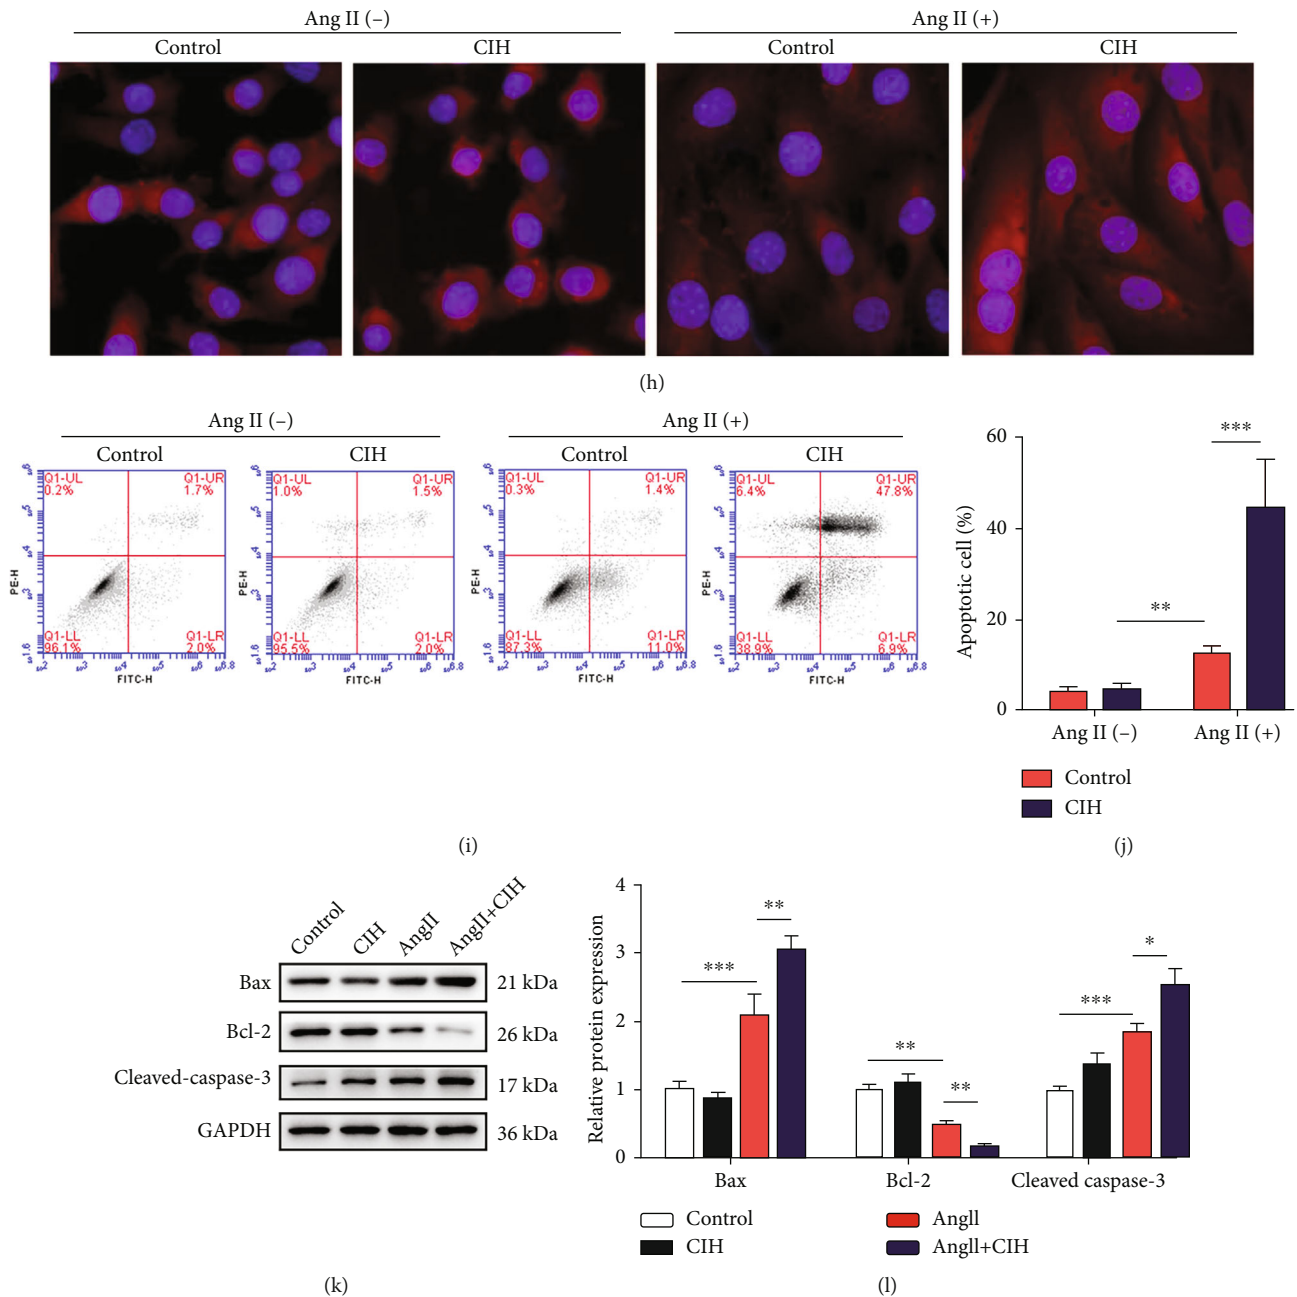 Ang II (–)
Ang II (+)
Control
CIH
Control
CIH
(h)
Ang II (–)
Ang II (+)
Control
CIH
Control
CIH
Q1-UL
0.2%
Q1-UR
1.7%
Q1-LL
96.1%
Q1-LR
2.0%
PE-H
FITC-H
Q1-UL
1.0%
Q1-UR
1.5%
Q1-LL
95.5%
Q1-LR
2.0%
PE-H
FITC-H
Q1-UL
0.3%
Q1-UR
1.4%
Q1-LL
87.3%
Q1-LR
11.0%
PE-H
FITC-H
Q1-UL
6.4%
Q1-UR
47.8%
Q1-LL
38.9%
Q1-LR
6.9%
PE-H
FITC-H
(i)
Apoptotic cell (%)
60
40
20
0
***
**
Ang II (–)
Ang II (+)
Control
CIH
(j)
Control
CIH
AngII
AngII+CIH
Bax
21 kDa
Bcl-2
26 kDa
Cleaved-caspase-3
17 kDa
GAPDH
36 kDa
(k)
Relative protein expression
4
3
2
1
0
***
**
**
**
***
*
Bax
Bcl-2
Cleaved caspase-3
Control
CIH
AngII
AngII+CIH
(l)